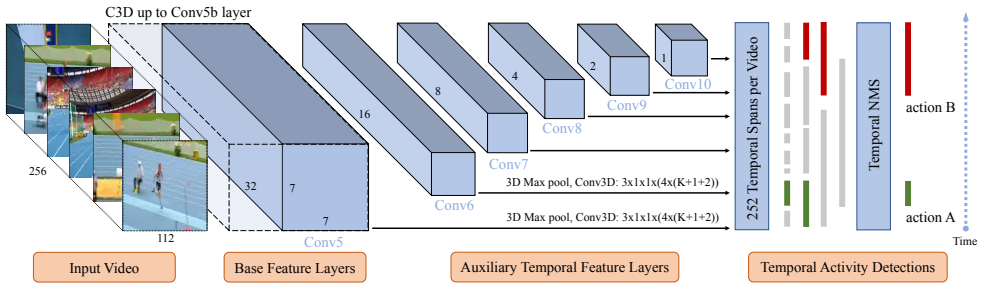 C3D up to Conv5b layer
256
112
32
7
7
Conv5
16
Conv6
8
Conv7
4
Conv8
2
Conv9
1
Conv10
3D Max pool, Conv3D: 3x1x1x(4x(K+1+2))
3D Max pool, Conv3D: 3x1x1x(4x(K+1+2))
252 Temporal Spans per Video
Temporal NMS
action B
action A
Time
Input Video
Base Feature Layers
Auxiliary Temporal Feature Layers
Temporal Activity Detections